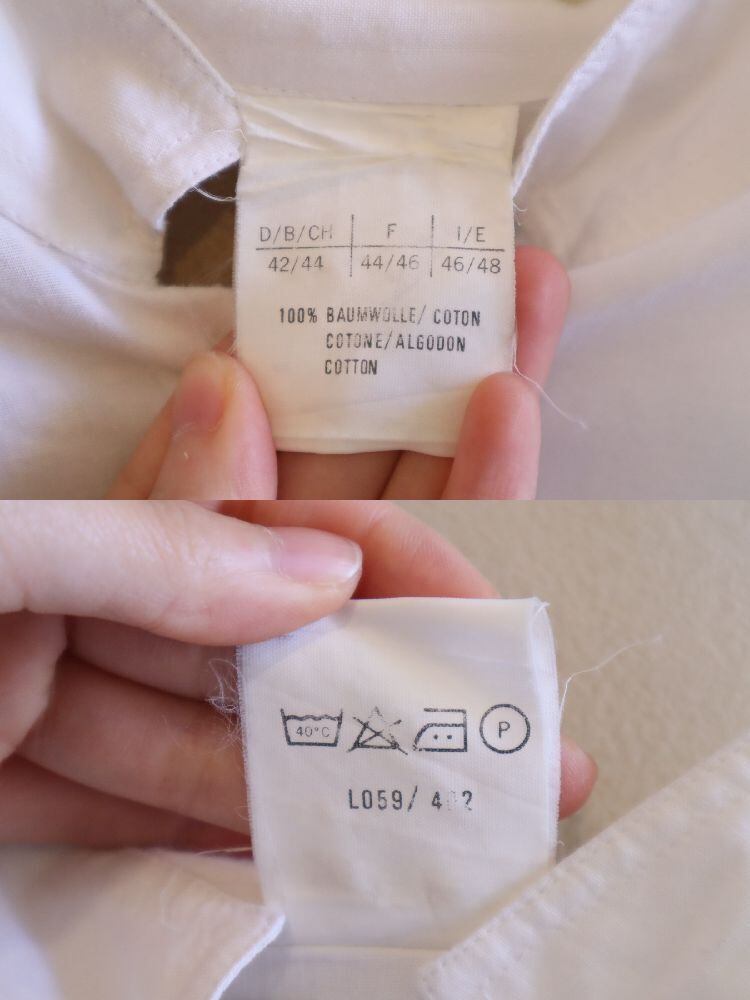 D/B/CH F I/E
42/44 44/46 46/48
100% BAUMWOLLE/ COTON
COTONE/ALGODON
COTTON
40°C P
L059/